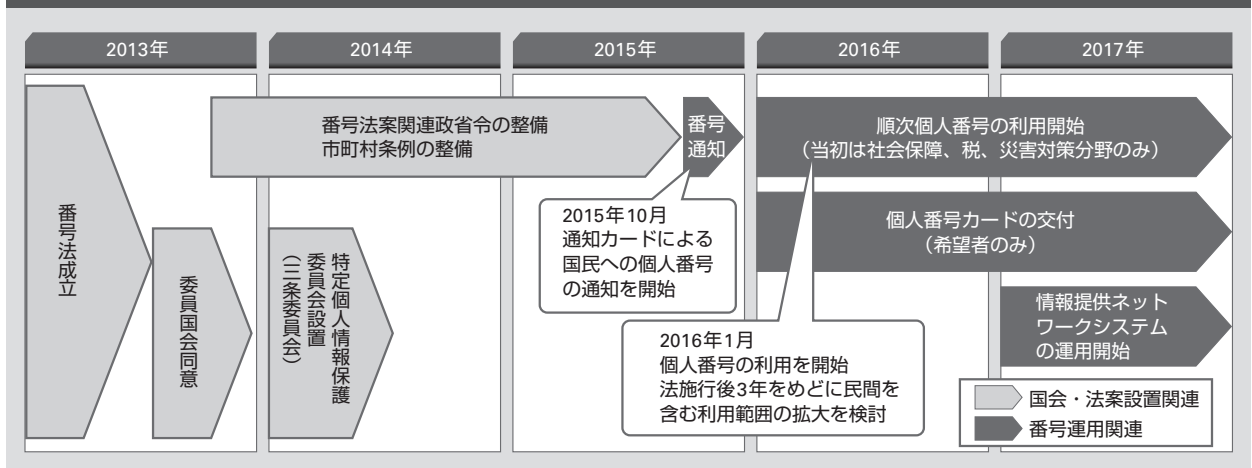 2013年
2014年
2015年
2016年
2017年
番号法成立
委員国会同意
特定個人情報保護
委員会設置
（三条委員会）
番号法案関連政省令の整備
市町村条例の整備
番号
通知
2015年10月
通知カードによる
国民への個人番号
の通知を開始
順次個人番号の利用開始
（当初は社会保障、税、災害対策分野のみ）
個人番号カードの交付
（希望者のみ）
2016年1月
個人番号の利用を開始
法施行後3年をめどに民間を
含む利用範囲の拡大を検討
情報提供ネット
ワークシステム
の運用開始
国会・法案設置関連
番号運用関連